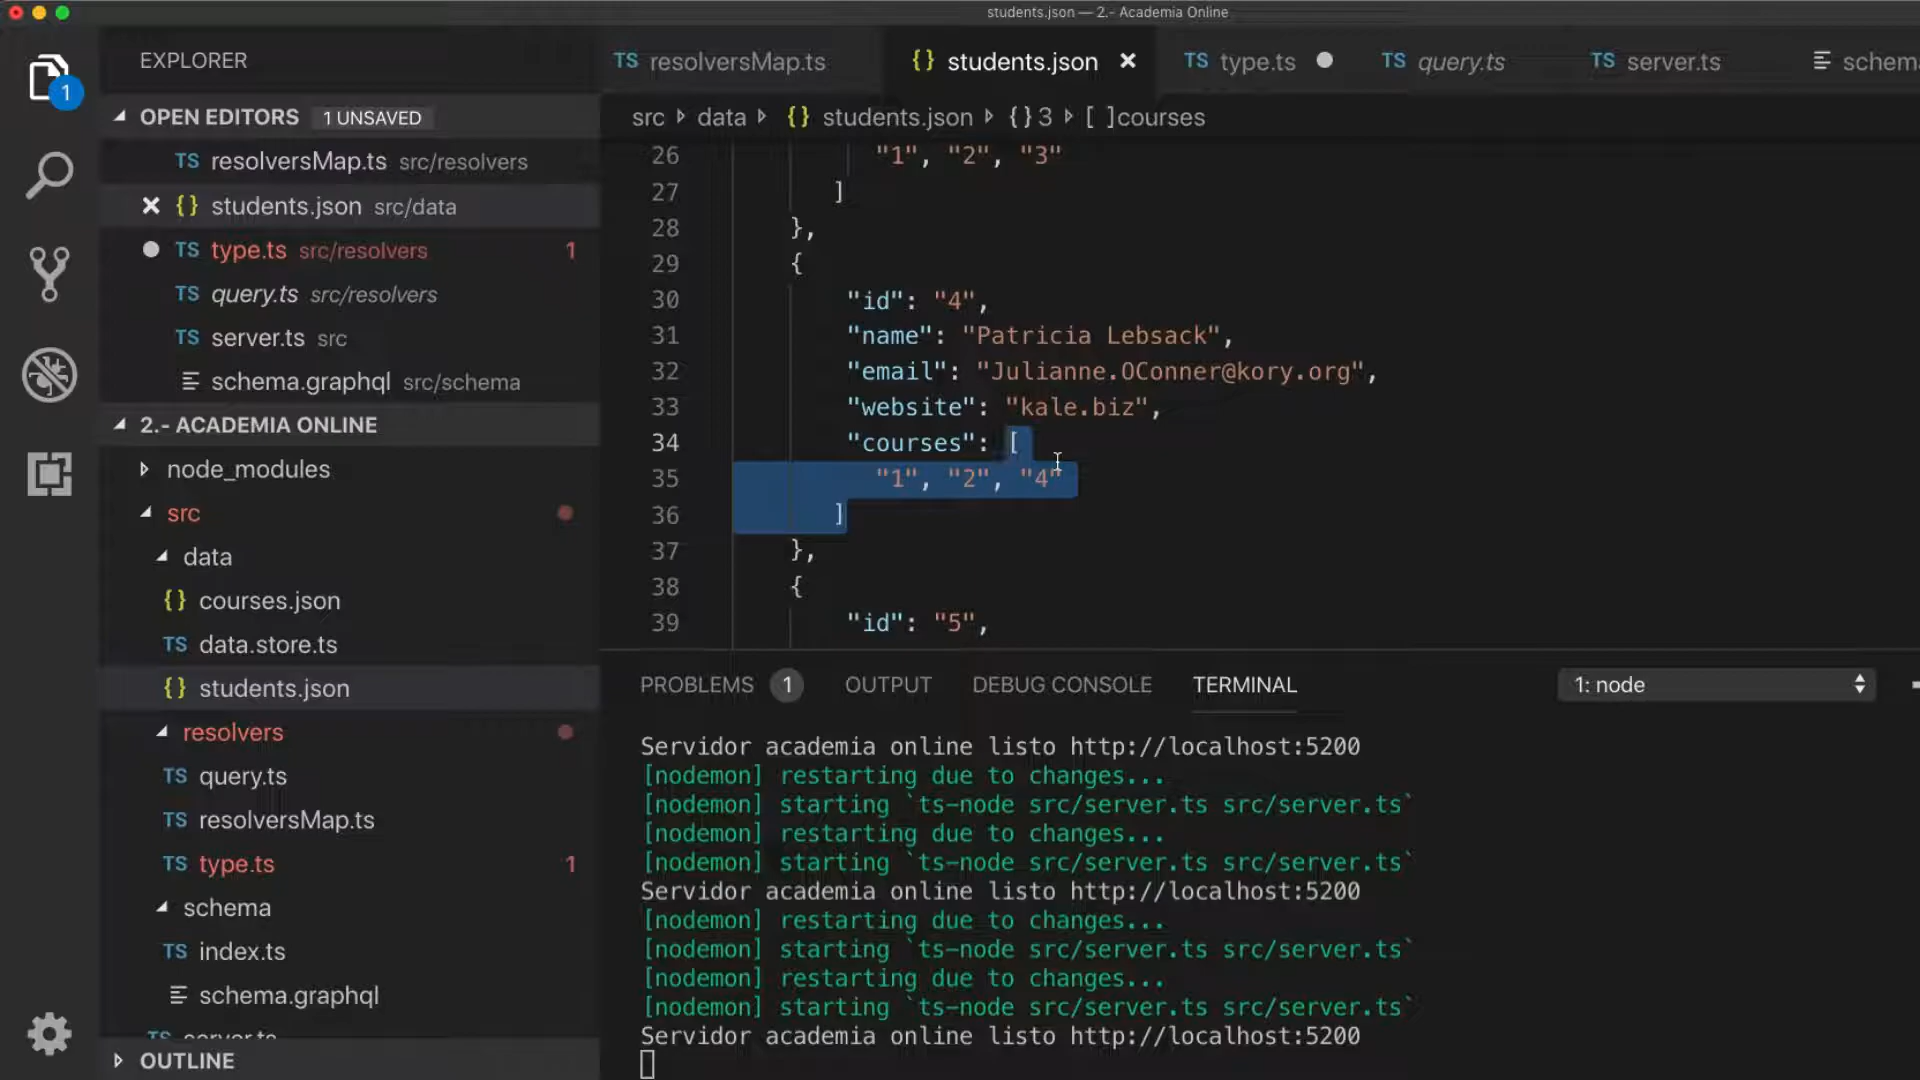 students.json — 2.- Academia Online
EXPLORER
1
OPEN EDITORS 1 UNSAVED
TS resolversMap.ts src/resolvers
{} students.json src/data
TS type.ts src/resolvers 1
TS query.ts src/resolvers
TS server.ts src
schema.graphql src/schema
2.- ACADEMIA ONLINE
node_modules
src
data
{} courses.json
TS data.store.ts
{} students.json
resolvers
TS query.ts
TS resolversMap.ts
TS type.ts 1
schema
TS index.ts
schema.graphql
TS server.ts
OUTLINE
TS resolversMap.ts {} students.json TS type.ts TS query.ts TS server.ts schem
src data {} students.json {} 3 [ ] courses
26 "1", "2", "3"
27 ]
28 },
29 {
30 "id": "4",
31 "name": "Patricia Lebsack",
32 "email": "Julianne.OConner@kory.org",
33 "website": "kale.biz",
34 "courses": [
35 "1", "2", "4"
36 ]
37 },
38 {
39 "id": "5",
PROBLEMS 1 OUTPUT DEBUG CONSOLE TERMINAL 1: node
Servidor academia online listo http://localhost:5200
[nodemon] restarting due to changes...
[nodemon] starting `ts-node src/server.ts src/server.ts`
[nodemon] restarting due to changes...
[nodemon] starting `ts-node src/server.ts src/server.ts`
Servidor academia online listo http://localhost:5200
[nodemon] restarting due to changes...
[nodemon] starting `ts-node src/server.ts src/server.ts`
[nodemon] restarting due to changes...
[nodemon] starting `ts-node src/server.ts src/server.ts`
Servidor academia online listo http://localhost:5200